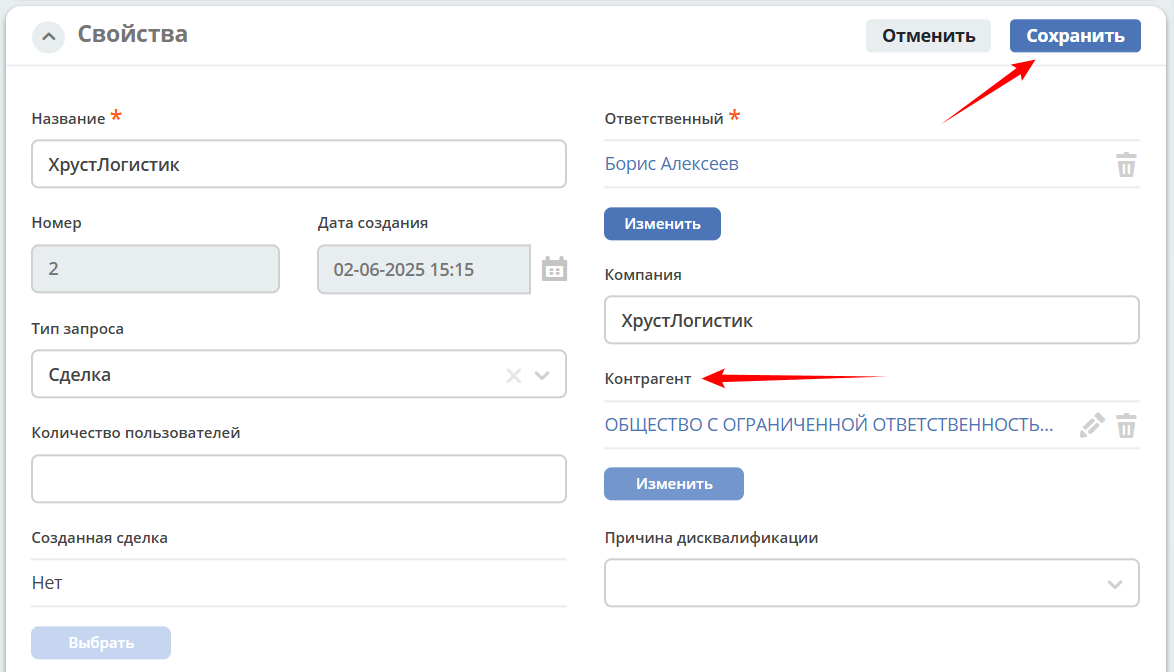 Свойства
Отменить
Сохранить
Название *
Ответственный *
ХрустЛогистик
Борис Алексеев
Изменить
Номер
Дата создания
2
02-06-2025 15:15
Компания
ХрустЛогистик
Тип запроса
Сделка
Контрагент
ОБЩЕСТВО С ОГРАНИЧЕННОЙ ОТВЕТСТВЕННОСТЬ...
Изменить
Количество пользователей
Созданная сделка
Нет
Выбрать
Причина дисквалификации